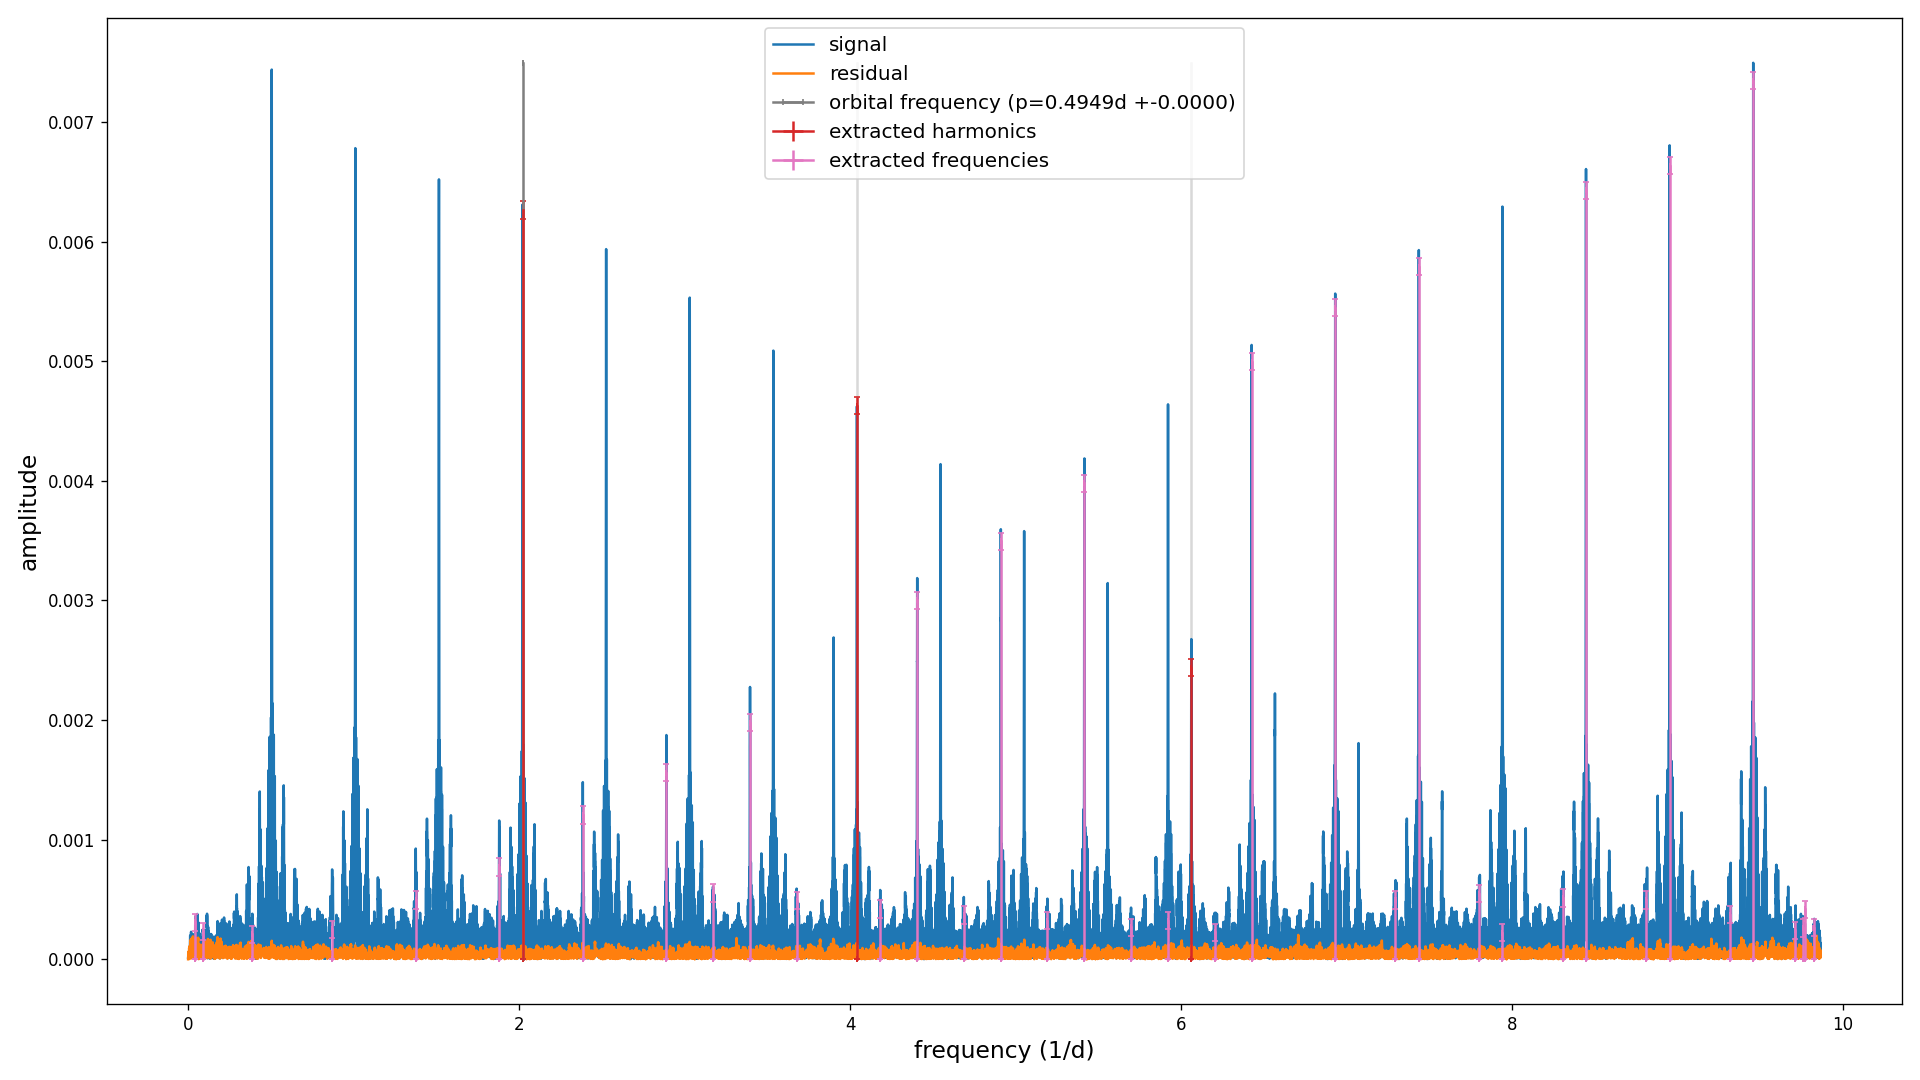 signal
residual
orbital frequency (p=0.4949d +-0.0000)
extracted harmonics
extracted frequencies
0.007
0.006
0.005
0.004
0.003
0.002
0.001
0.000
amplitude
0 2 4 6 8 10
frequency (1/d)